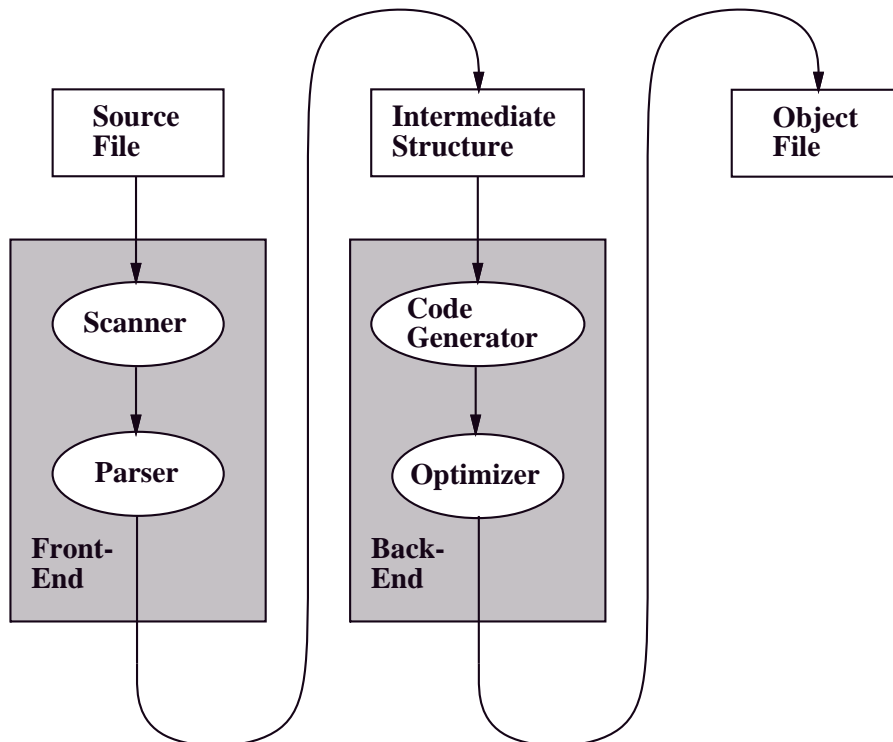 Source
File
Intermediate
Structure
Object
File
Scanner
Code
Generator
Parser
Optimizer
Front-
End
Back-
End